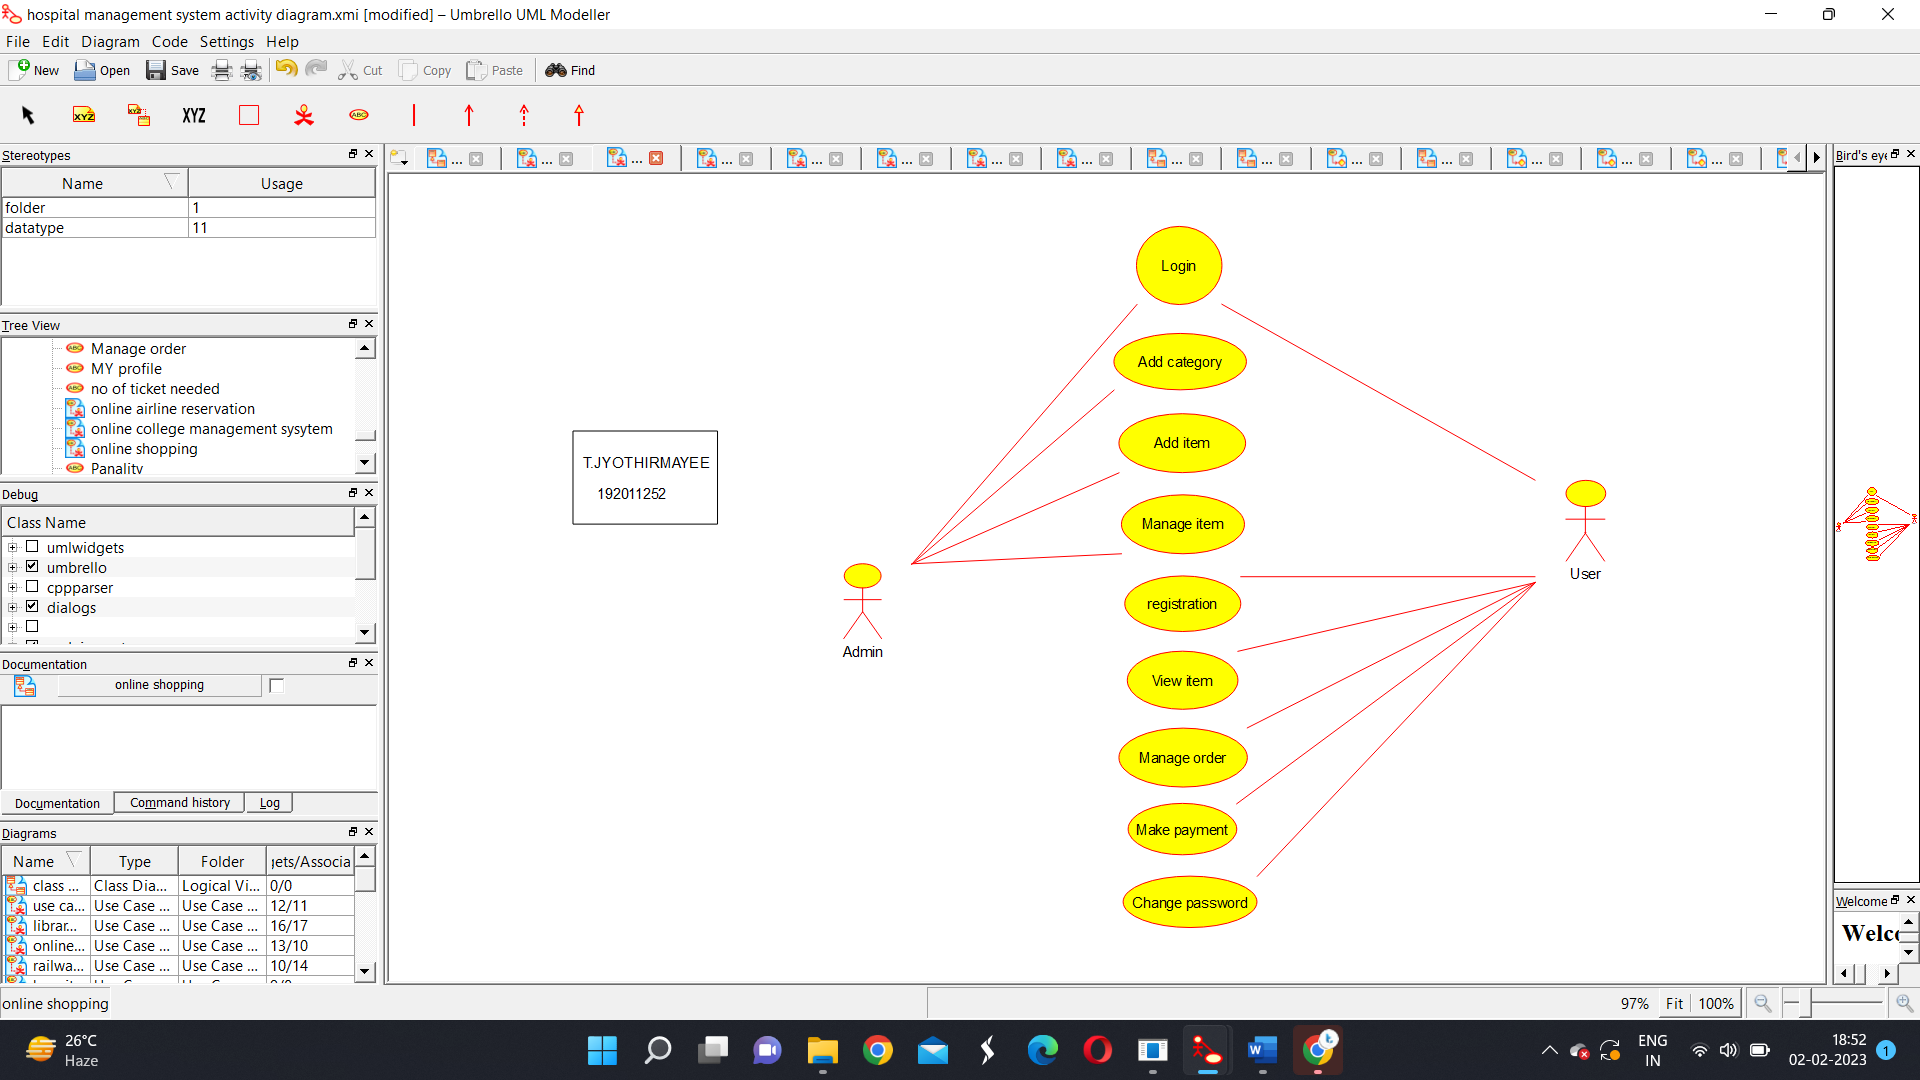 hospital management system activity diagram.xmi [modified] – Umbrello UML Modeller
File Edit Diagram Code Settings Help
New Open Save Cut Copy Paste Find
XYZ XYZ XYZ ABC
Stereotypes
Name Usage
folder 1
datatype 11
Tree View
Manage order
MY profile
no of ticket needed
online airline reservation
online college management sysytem
online shopping
Panality
Debug
Class Name
umlwidgets
umbrello
cppparser
dialogs
Documentation
online shopping
Documentation Command history Log
Diagrams
Name Type Folder gets/Associa
class ... Class Dia... Logical Vi... 0/0
use ca... Use Case ... Use Case ... 12/11
librar... Use Case ... Use Case ... 16/17
online... Use Case ... Use Case ... 13/10
railwa... Use Case ... Use Case ... 10/14
... ... ... ... ... ... ... ... ... ... ... ... ... ... ...
T.JYOTHIRMAYEE
192011252
Admin
Login
Add category
Add item
Manage item
registration
View item
Manage order
Make payment
Change password
User
Bird's eye
Welcome
Welco
online shopping
97% Fit 100%
26°C
Haze
ENG
IN
18:52
02-02-2023
1